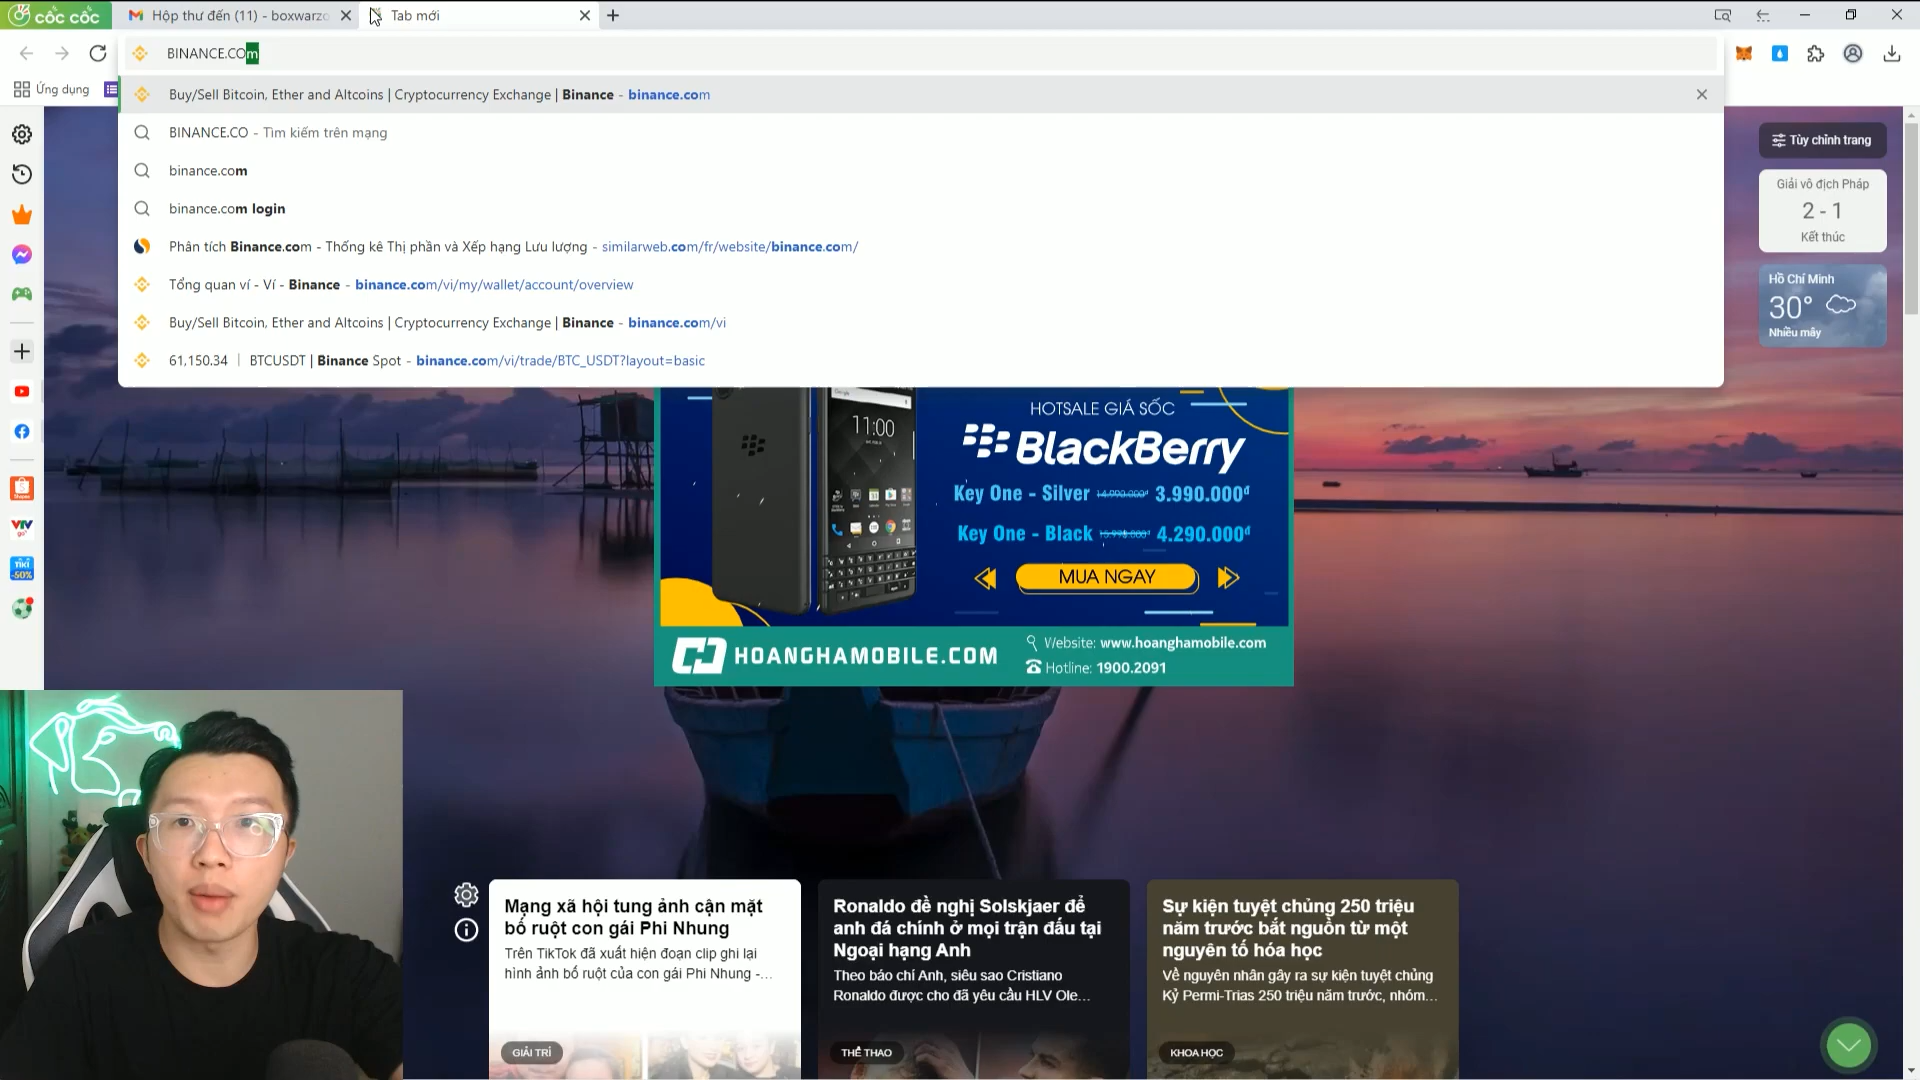 cốc cốc
Hộp thư đến (11) - boxwarzo
Tab mới
BINANCE.COm
Ứng dụng
Buy/Sell Bitcoin, Ether and Altcoins | Cryptocurrency Exchange | Binance - binance.com
BINANCE.CO - Tìm kiếm trên mạng
binance.com
binance.com login
Phân tích Binance.com - Thống kê Thị phần và Xếp hạng Lưu lượng - similarweb.com/fr/website/binance.com/
Tổng quan ví - Ví - Binance - binance.com/vi/my/wallet/account/overview
Buy/Sell Bitcoin, Ether and Altcoins | Cryptocurrency Exchange | Binance - binance.com/vi
61,150.34 | BTCUSDT | Binance Spot - binance.com/vi/trade/BTC_USDT?layout=basic
Tùy chỉnh trang
Giải vô địch Pháp
2 - 1
Kết thúc
Hồ Chí Minh
30°
Nhiều mây
Shopee
VTV
go
TIKI
-50%
11:00
HOTSALE GIÁ SỐC
BlackBerry
Key One - Silver 3.990.000đ
Key One - Black 4.290.000đ
MUA NGAY
HOANGHAMOBILE.COM
Website: www.hoanghamobile.com
Hotline: 1900.2091
Mạng xã hội tung ảnh cận mặt
bố ruột con gái Phi Nhung
Trên TikTok đã xuất hiện đoạn clip ghi lại
hình ảnh bố ruột của con gái Phi Nhung -...
GIẢI TRÍ
Ronaldo đề nghị Solskjaer để
anh đá chính ở mọi trận đấu tại
Ngoại hạng Anh
Theo báo chí Anh, siêu sao Cristiano
Ronaldo được cho đã yêu cầu HLV Ole...
THỂ THAO
Sự kiện tuyệt chủng 250 triệu
năm trước bắt nguồn từ một
nguyên tố hóa học
Về nguyên nhân gây ra sự kiện tuyệt chủng
Kỷ Permi-Trias 250 triệu năm trước, nhóm...
KHOA HỌC